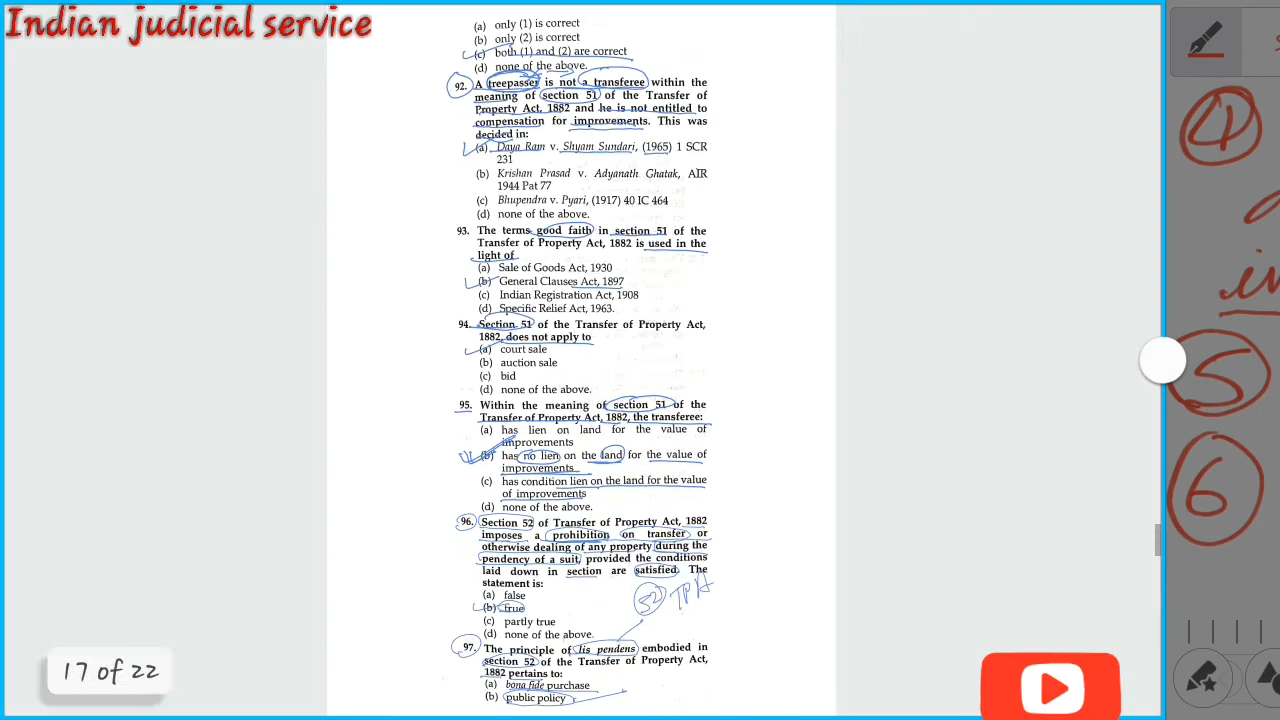 Indian judicial service
(a) only (1) is correct
(b) only (2) is correct
(c) both (1) and (2) are correct
(d) none of the above.
92. A treepasser is not a transferee within the
meaning of section 51 of the Transfer of
Property Act, 1882 and he is not entitled to
compensation for improvements. This was
decided in:
(a) Daya Ram v. Shyam Sundari, (1965) 1 SCR
231
(b) Krishan Prasad v. Adyanath Ghatak, AIR
1944 Pat 77
(c) Bhupendra v. Pyari, (1917) 40 IC 464
(d) none of the above.
93. The terms good faith in section 51 of the
Transfer of Property Act, 1882 is used in the
light of
(a) Sale of Goods Act, 1930
(b) General Clauses Act, 1897
(c) Indian Registration Act, 1908
(d) Specific Relief Act, 1963.
94. Section 51 of the Transfer of Property Act,
1882, does not apply to
(a) court sale
(b) auction sale
(c) bid
(d) none of the above.
95. Within the meaning of section 51 of the
Transfer of Property Act, 1882, the transferee:
(a) has lien on land for the value of
improvements
(b) has no lien on the land for the value of
improvements
(c) has condition lien on the land for the value
of improvements
(d) none of the above.
96. Section 52 of Transfer of Property Act, 1882
imposes a prohibition on transfer or
otherwise dealing of any property during the
pendency of a suit, provided the conditions
laid down in section are satisfied. The
statement is:
(a) false
(b) true
(c) partly true
(d) none of the above.
52 TPA
97. The principle of lis pendens embodied in
section 52 of the Transfer of Property Act,
1882 pertains to:
(a) bona fide purchase
(b) public policy
17 of 22
4
in
5
6